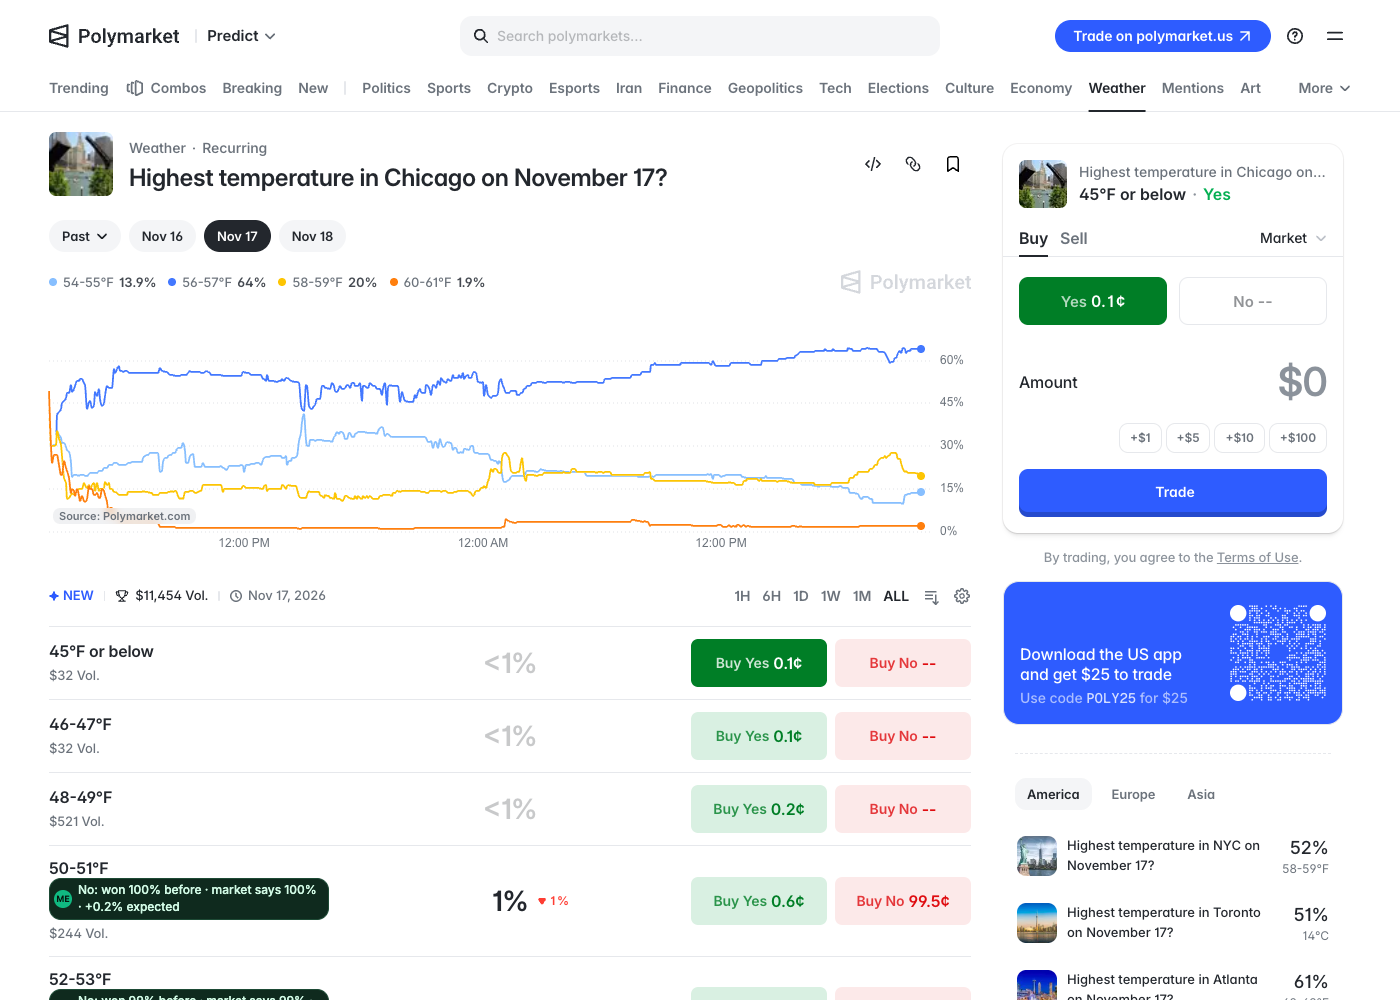 Polymarket
Predict
Search polymarkets...
Trade on polymarket.us
Trending
Combos
Breaking
New
Politics
Sports
Crypto
Esports
Iran
Finance
Geopolitics
Tech
Elections
Culture
Economy
Weather
Mentions
Art
More
Weather · Recurring
Highest temperature in Chicago on November 17?
Past
Nov 16
Nov 17
Nov 18
54-55°F 13.9%
56-57°F 64%
58-59°F 20%
60-61°F 1.9%
Polymarket
60%
45%
30%
15%
0%
Source: Polymarket.com
12:00 PM
12:00 AM
12:00 PM
NEW
$11,454 Vol.
Nov 17, 2026
1H
6H
1D
1W
1M
ALL
45°F or below
$32 Vol.
<1%
Buy Yes 0.1¢
Buy No --
46-47°F
$32 Vol.
<1%
Buy Yes 0.1¢
Buy No --
48-49°F
$521 Vol.
<1%
Buy Yes 0.2¢
Buy No --
50-51°F
ME
No: won 100% before · market says 100%
· +0.2% expected
$244 Vol.
1%
1%
Buy Yes 0.6¢
Buy No 99.5¢
52-53°F
No: won 99% before · market says 99% ·
Highest temperature in Chicago on...
45°F or below · Yes
Buy
Sell
Market
Yes 0.1¢
No --
Amount
$0
+$1
+$5
+$10
+$100
Trade
By trading, you agree to the Terms of Use.
Download the US app
and get $25 to trade
Use code POLY25 for $25
America
Europe
Asia
Highest temperature in NYC on
November 17?
52%
58-59°F
Highest temperature in Toronto
on November 17?
51%
14°C
Highest temperature in Atlanta
on November 17?
61%